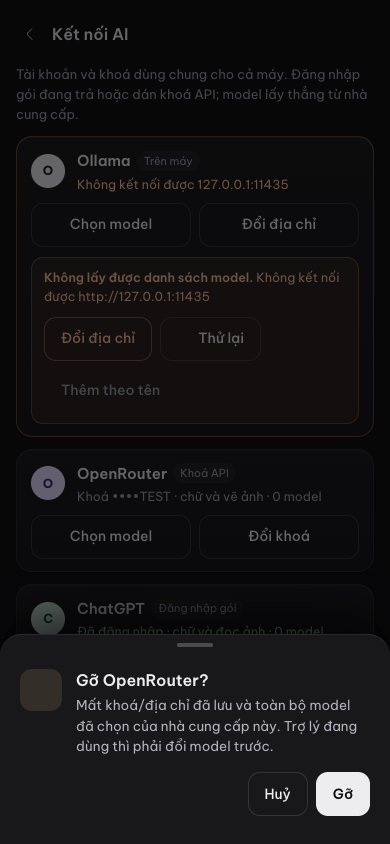 Kết nối AI
Tài khoản và khoá dùng chung cho cả máy. Đăng nhập
gói đang trả hoặc dán khoá API; model lấy thẳng từ nhà
cung cấp.
O
Ollama
Trên máy
Không kết nối được 127.0.0.1:11435
Chọn model
Đổi địa chỉ
Không lấy được danh sách model. Không kết nối
được http://127.0.0.1:11435
Đổi địa chỉ
Thử lại
Thêm theo tên
O
OpenRouter
Khoá API
Khoá ••••TEST · chữ và vẽ ảnh · 0 model
Chọn model
Đổi khoá
C
ChatGPT
Đăng nhập gói
Đã đăng nhập · chữ và đọc ảnh · 0 model
Gỡ OpenRouter?
Mất khoá/địa chỉ đã lưu và toàn bộ model
đã chọn của nhà cung cấp này. Trợ lý đang
dùng thì phải đổi model trước.
Huỷ
Gỡ